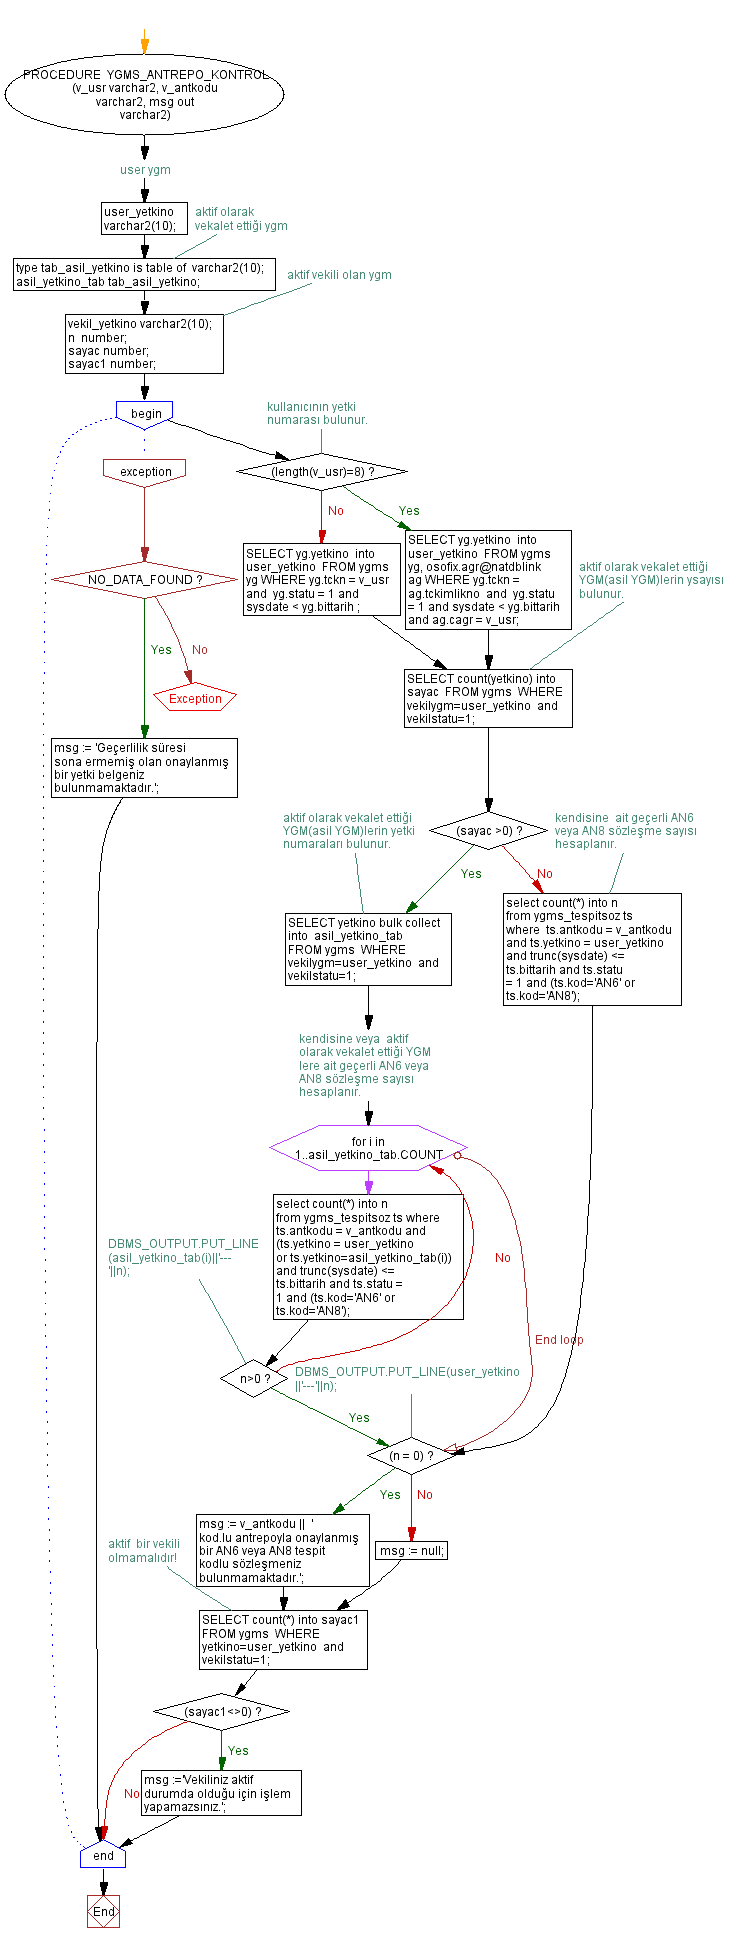 PROCEDURE YGMS_ANTREPO_KONTROL
(v_usr varchar2, v_antkodu
varchar2, msg out
varchar2)
user ygm
user_yetkino
varchar2(10);
aktif olarak
vekalet ettiği ygm
type tab_asil_yetkino is table of varchar2(10);
asil_yetkino_tab tab_asil_yetkino;
aktif vekili olan ygm
vekil_yetkino varchar2(10);
n number;
sayac number;
sayac1 number;
begin
kullanıcının yetki
numarası bulunur.
exception
(length(v_usr)=8) ?
No
Yes
SELECT yg.yetkino into
user_yetkino FROM ygms
yg WHERE yg.tckn = v_usr
and yg.statu = 1 and
sysdate < yg.bittarih ;
SELECT yg.yetkino into
user_yetkino FROM ygms
yg, osofix.agr@natdblink
ag WHERE yg.tckn =
ag.tckimlikno and yg.statu
= 1 and sysdate < yg.bittarih
and ag.cagr = v_usr;
NO_DATA_FOUND ?
aktif olarak vekalet ettiği
YGM(asil YGM)lerin ysayısı
bulunur.
Yes
No
Exception
SELECT count(yetkino) into
sayac FROM ygms WHERE
vekilygm=user_yetkino and
vekilstatu=1;
msg := 'Geçerlilik süresi
sona ermemiş olan onaylanmış
bir yetki belgeniz
bulunmamaktadır.';
aktif olarak vekalet ettiği
YGM(asil YGM)lerin yetki
numaraları bulunur.
(sayac >0) ?
kendisine ait geçerli AN6
veya AN8 sözleşme sayısı
hesaplanır.
Yes
No
SELECT yetkino bulk collect
into asil_yetkino_tab
FROM ygms WHERE
vekilygm=user_yetkino and
vekilstatu=1;
select count(*) into n
from ygms_tespitsoz ts
where ts.antkodu = v_antkodu
and ts.yetkino = user_yetkino
and trunc(sysdate) <=
ts.bittarih and ts.statu
= 1 and (ts.kod='AN6' or
ts.kod='AN8');
kendisine veya aktif
olarak vekalet ettiği YGM
lere ait geçerli AN6 veya
AN8 sözleşme sayısı
hesaplanır.
for i in
1..asil_yetkino_tab.COUNT
select count(*) into n
from ygms_tespitsoz ts where
ts.antkodu = v_antkodu and
(ts.yetkino = user_yetkino
or ts.yetkino=asil_yetkino_tab(i))
and trunc(sysdate) <=
ts.bittarih and ts.statu =
1 and (ts.kod='AN6' or
ts.kod='AN8');
DBMS_OUTPUT.PUT_LINE
(asil_yetkino_tab(i)||'---
'||n);
No
End loop
n>0 ?
DBMS_OUTPUT.PUT_LINE(user_yetkino
||'---'||n);
Yes
(n = 0) ?
Yes
No
msg := v_antkodu || '
kod.lu antrepoyla onaylanmış
bir AN6 veya AN8 tespit
kodlu sözleşmeniz
bulunmamaktadır.';
msg := null;
aktif bir vekili
olmamalıdır!
SELECT count(*) into sayac1
FROM ygms WHERE
yetkino=user_yetkino and
vekilstatu=1;
(sayac1<>0) ?
Yes
No
msg :='Vekiliniz aktif
durumda olduğu için işlem
yapamazsınız.';
end
End